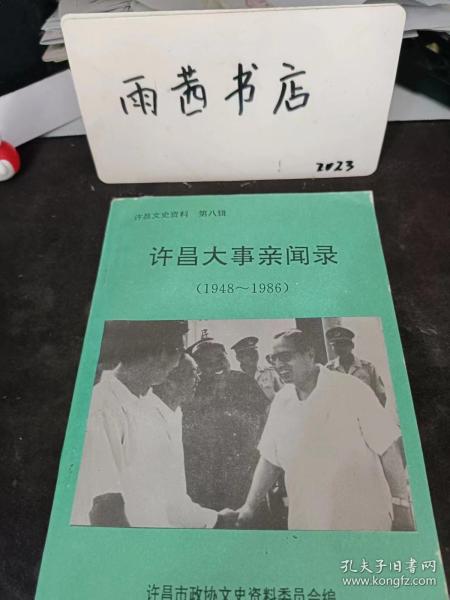 雨茜书店
2023
许昌文史资料 第八辑
许昌大事亲闻录
(1948~1986)
许昌市政协文史资料委员会编
孔夫子旧书网
kongfz.com